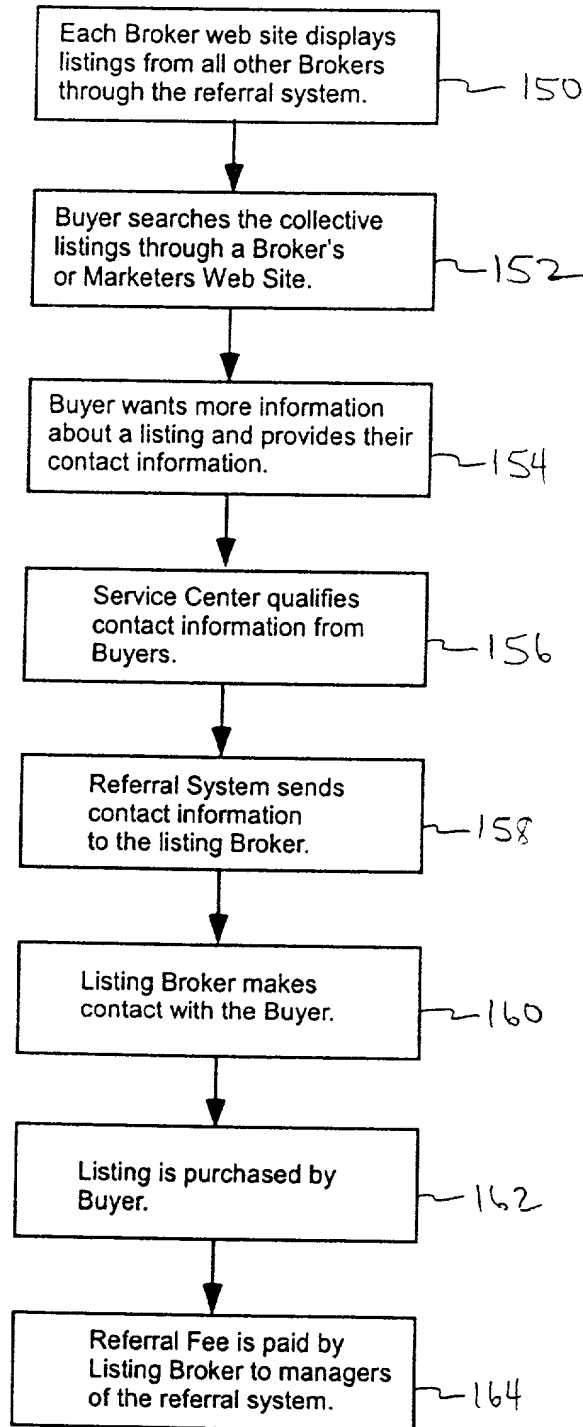 Each Broker web site displays
listings from all other Brokers
through the referral system.
150
Buyer searches the collective
listings through a Broker's
or Marketers Web Site.
152
Buyer wants more information
about a listing and provides their
contact information.
154
Service Center qualifies
contact information from
Buyers.
156
Referral System sends
contact information
to the listing Broker.
158
Listing Broker makes
contact with the Buyer.
160
Listing is purchased by
Buyer.
162
Referral Fee is paid by
Listing Broker to managers
of the referral system.
164